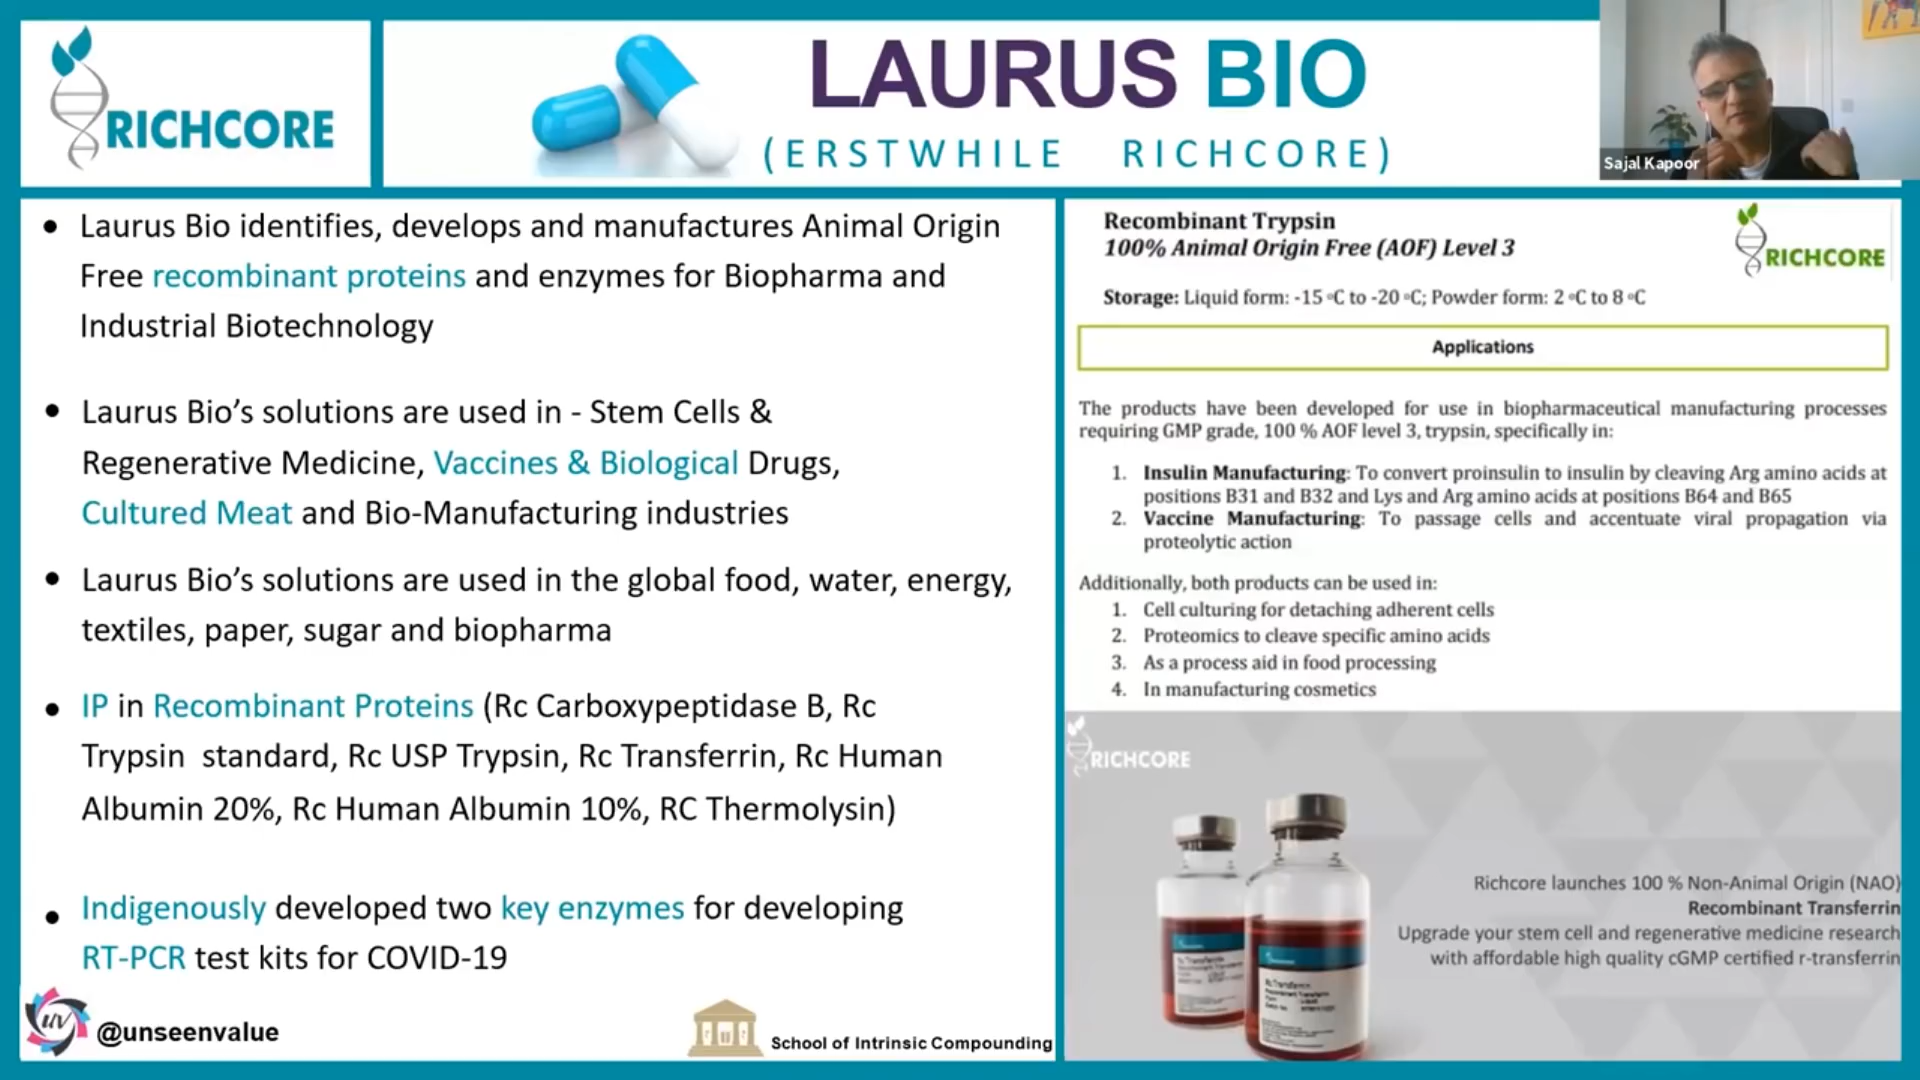 RICHCORE
LAURUS BIO
(ERSTWHILE RICHCORE)
Sajal Kapoor
• Laurus Bio identifies, develops and manufactures Animal Origin
Free recombinant proteins and enzymes for Biopharma and
Industrial Biotechnology
• Laurus Bio’s solutions are used in - Stem Cells &
Regenerative Medicine, Vaccines & Biological Drugs,
Cultured Meat and Bio-Manufacturing industries
• Laurus Bio’s solutions are used in the global food, water, energy,
textiles, paper, sugar and biopharma
• IP in Recombinant Proteins (Rc Carboxypeptidase B, Rc
Trypsin standard, Rc USP Trypsin, Rc Transferrin, Rc Human
Albumin 20%, Rc Human Albumin 10%, RC Thermolysin)
• Indigenously developed two key enzymes for developing
RT-PCR test kits for COVID-19
uv @unseenvalue
School of Intrinsic Compounding
Recombinant Trypsin
100% Animal Origin Free (AOF) Level 3
RICHCORE
Storage: Liquid form: -15 °C to -20 °C; Powder form: 2 °C to 8 °C
Applications
The products have been developed for use in biopharmaceutical manufacturing processes
requiring GMP grade, 100 % AOF level 3, trypsin, specifically in:
1. Insulin Manufacturing: To convert proinsulin to insulin by cleaving Arg amino acids at
positions B31 and B32 and Lys and Arg amino acids at positions B64 and B65
2. Vaccine Manufacturing: To passage cells and accentuate viral propagation via
proteolytic action
Additionally, both products can be used in:
1. Cell culturing for detaching adherent cells
2. Proteomics to cleave specific amino acids
3. As a process aid in food processing
4. In manufacturing cosmetics
RICHCORE
Richcore launches 100 % Non-Animal Origin (NAO)
Recombinant Transferrin
Upgrade your stem cell and regenerative medicine research
with affordable high quality cGMP certified r-transferrin
Rc Transferrin
Rc Transferrin